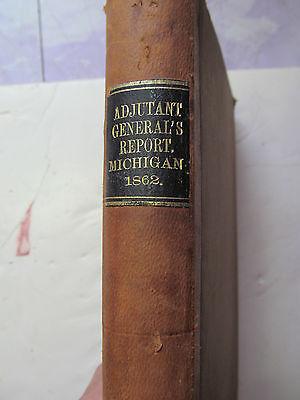 ADJUTANT
GENERAL'S
REPORT.
MICHIGAN.
1862.